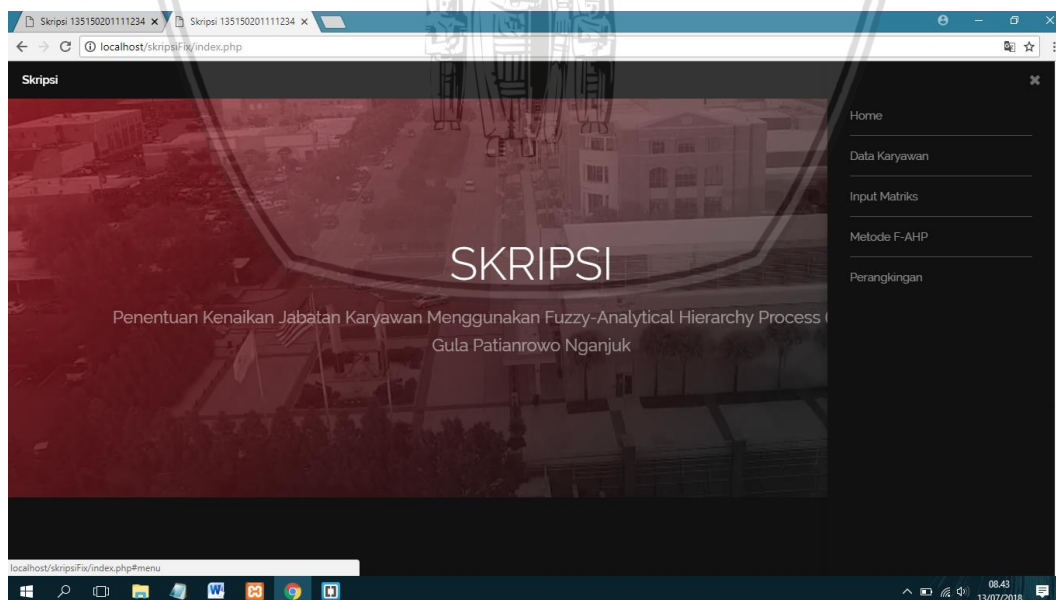 Skripsi 135150201111234
Skripsi 135150201111234
localhost/skripsiFix/index.php
Skripsi
Home
Data Karyawan
Input Matriks
Metode F-AHP
Perangkingan
SKRIPSI
Penentuan Kenaikan Jabatan Karyawan Menggunakan Fuzzy-Analytical Hierarchy Process
Gula Patianrowo Nganjuk
localhost/skripsiFix/index.php#menu
08.43
13/07/2018